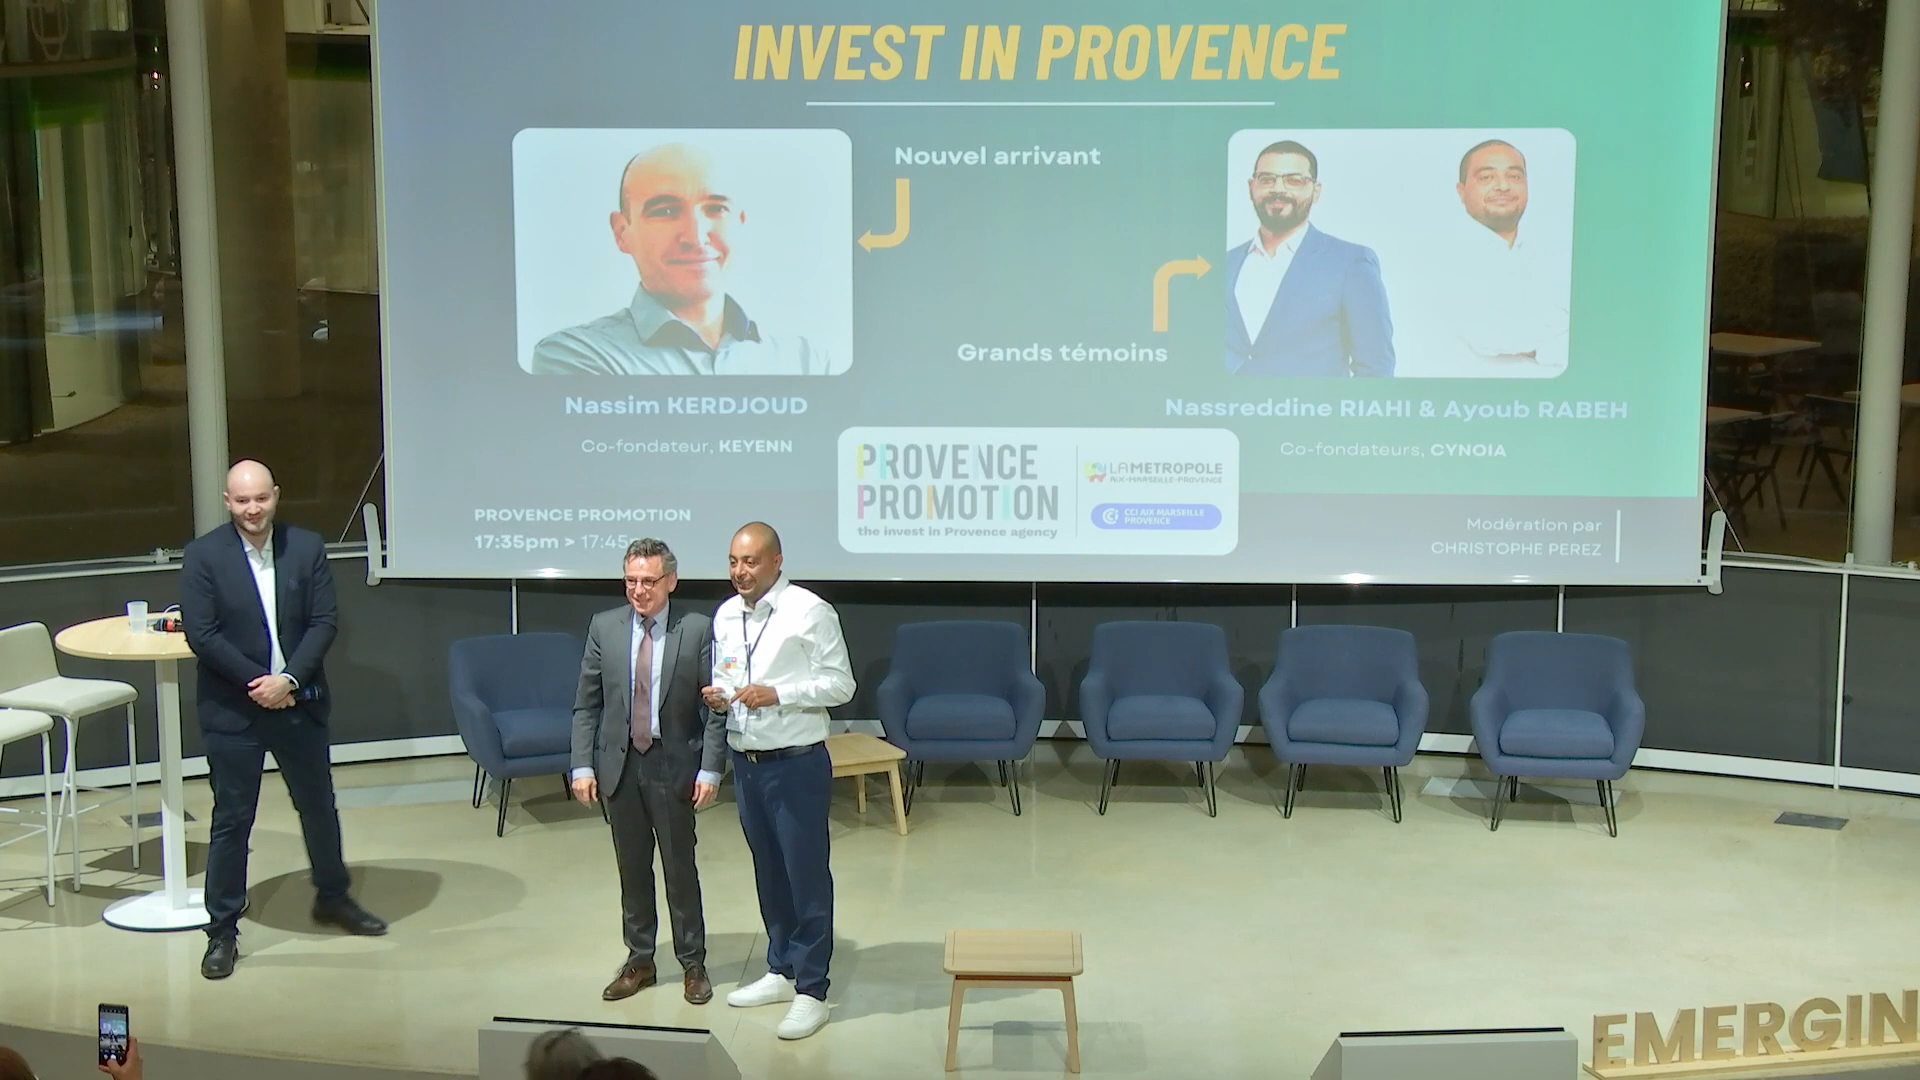 INVEST IN PROVENCE
Nouvel arrivant
Grands témoins
Nassim KERDJOUD
Co-fondateur, KEYENN
Nassreddine RIAHI & Ayoub RABEH
Co-fondateurs, CYNOIA
PROVENCE
PROMOTION
the invest in Provence agency
LA METROPOLE
AIX-MARSEILLE-PROVENCE
CCI AIX MARSEILLE
PROVENCE
PROVENCE PROMOTION
17:35pm > 17:45
Modération par
CHRISTOPHE PEREZ
EMERGIN